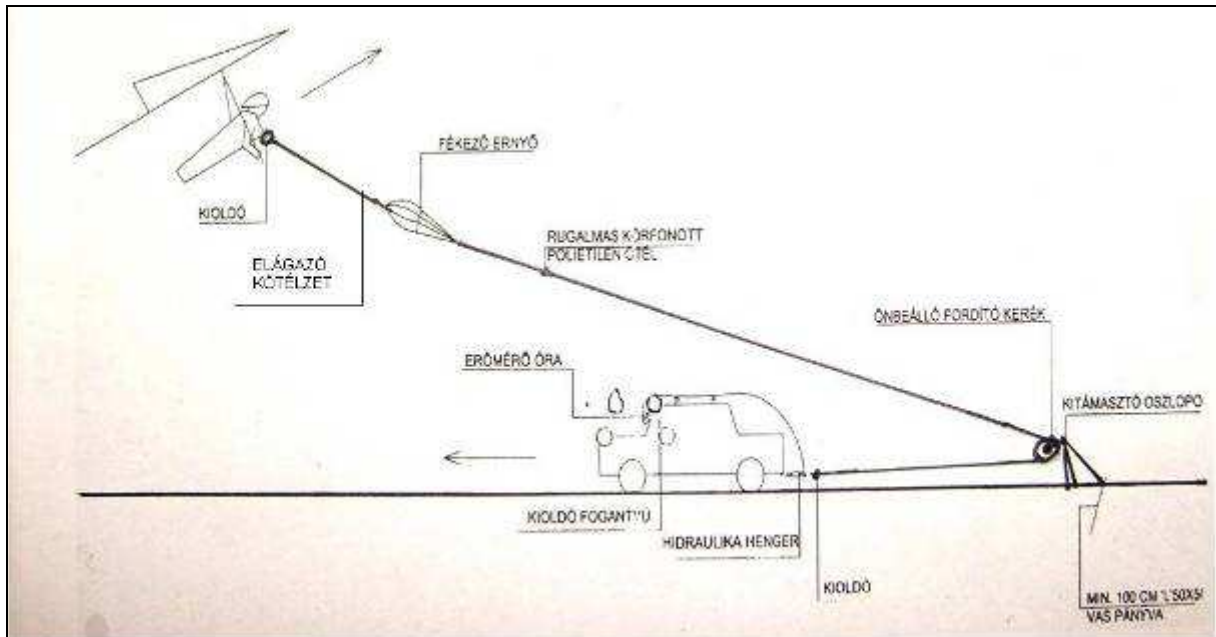 FÉKEZŐ ERNYŐ
KIOLDÓ
ELÁGAZÓ
KÖTÉLZET
RUGALMAS KÖRFONOTT
POLIETILÉN
ÖNBEÁLLÓ FORDÍTÓ KERÉK
ERŐMÉRŐ ÓRA
KITÁMASZTÓ OSZLOPO
KIOLDÓ FOGANTYÚ
HIDRAULIKA HENGER
KIOLDÓ
MIN. 100 CM
VAS PÁNYVA